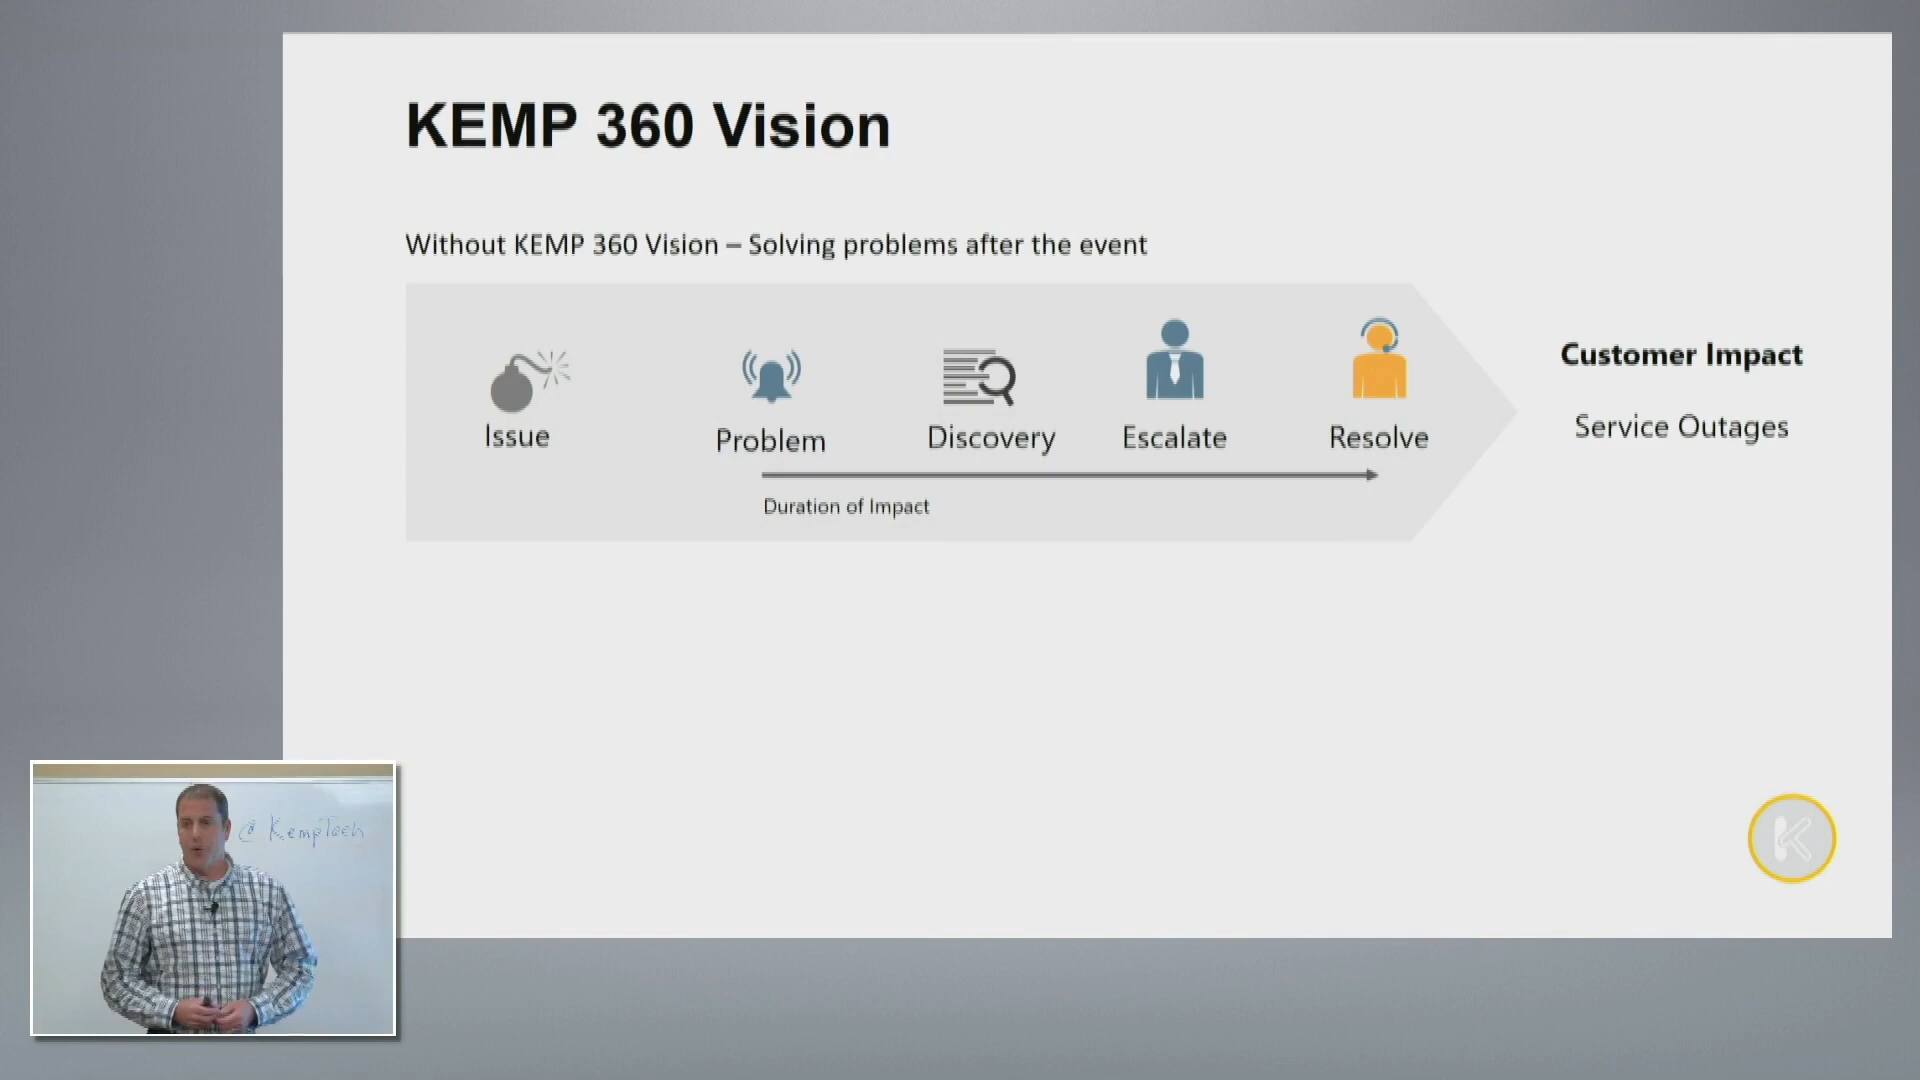 KEMP 360 Vision
Without KEMP 360 Vision – Solving problems after the event
Issue
Problem
Discovery
Escalate
Resolve
Duration of Impact
Customer Impact
Service Outages
K
@KempTech